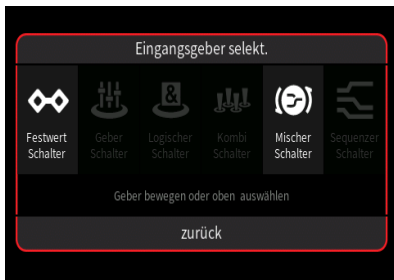 Eingangsgeber selekt.
Festwert Geber Logischer Kombi Mischer Sequenzer
Schalter Schalter Schalter Schalter Schalter Schalter
Geber bewegen oder oben auswählen
zurück